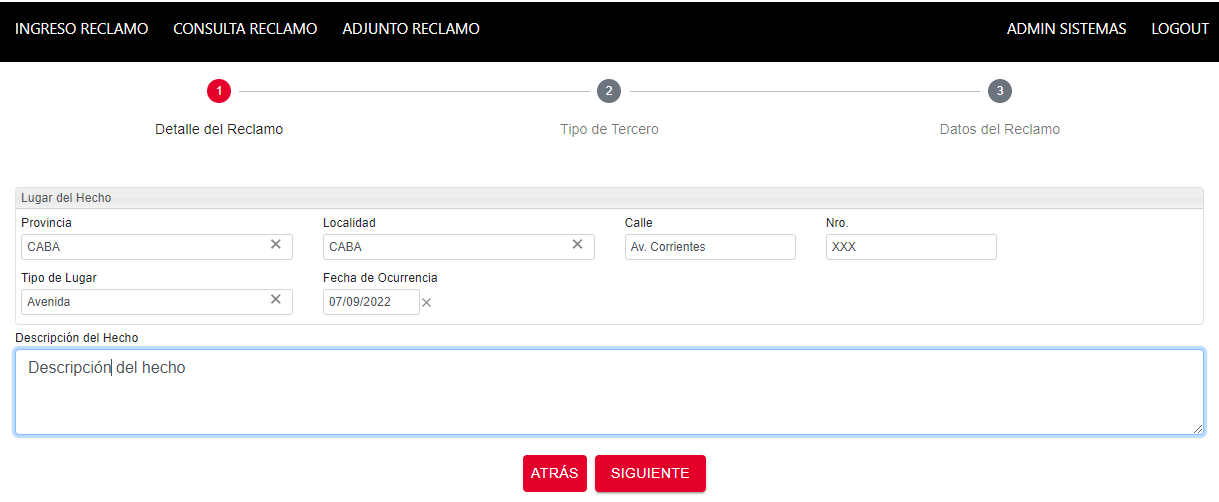 INGRESO RECLAMO CONSULTA RECLAMO ADJUNTO RECLAMO ADMIN SISTEMAS LOGOUT
1 2 3
Detalle del Reclamo Tipo de Tercero Datos del Reclamo
Lugar del Hecho
Provincia Localidad Calle Nro.
CABA CABA Av. Corrientes XXX
Tipo de Lugar Fecha de Ocurrencia
Avenida 07/09/2022
Descripción del Hecho
Descripción del hecho
ATRÁS SIGUIENTE